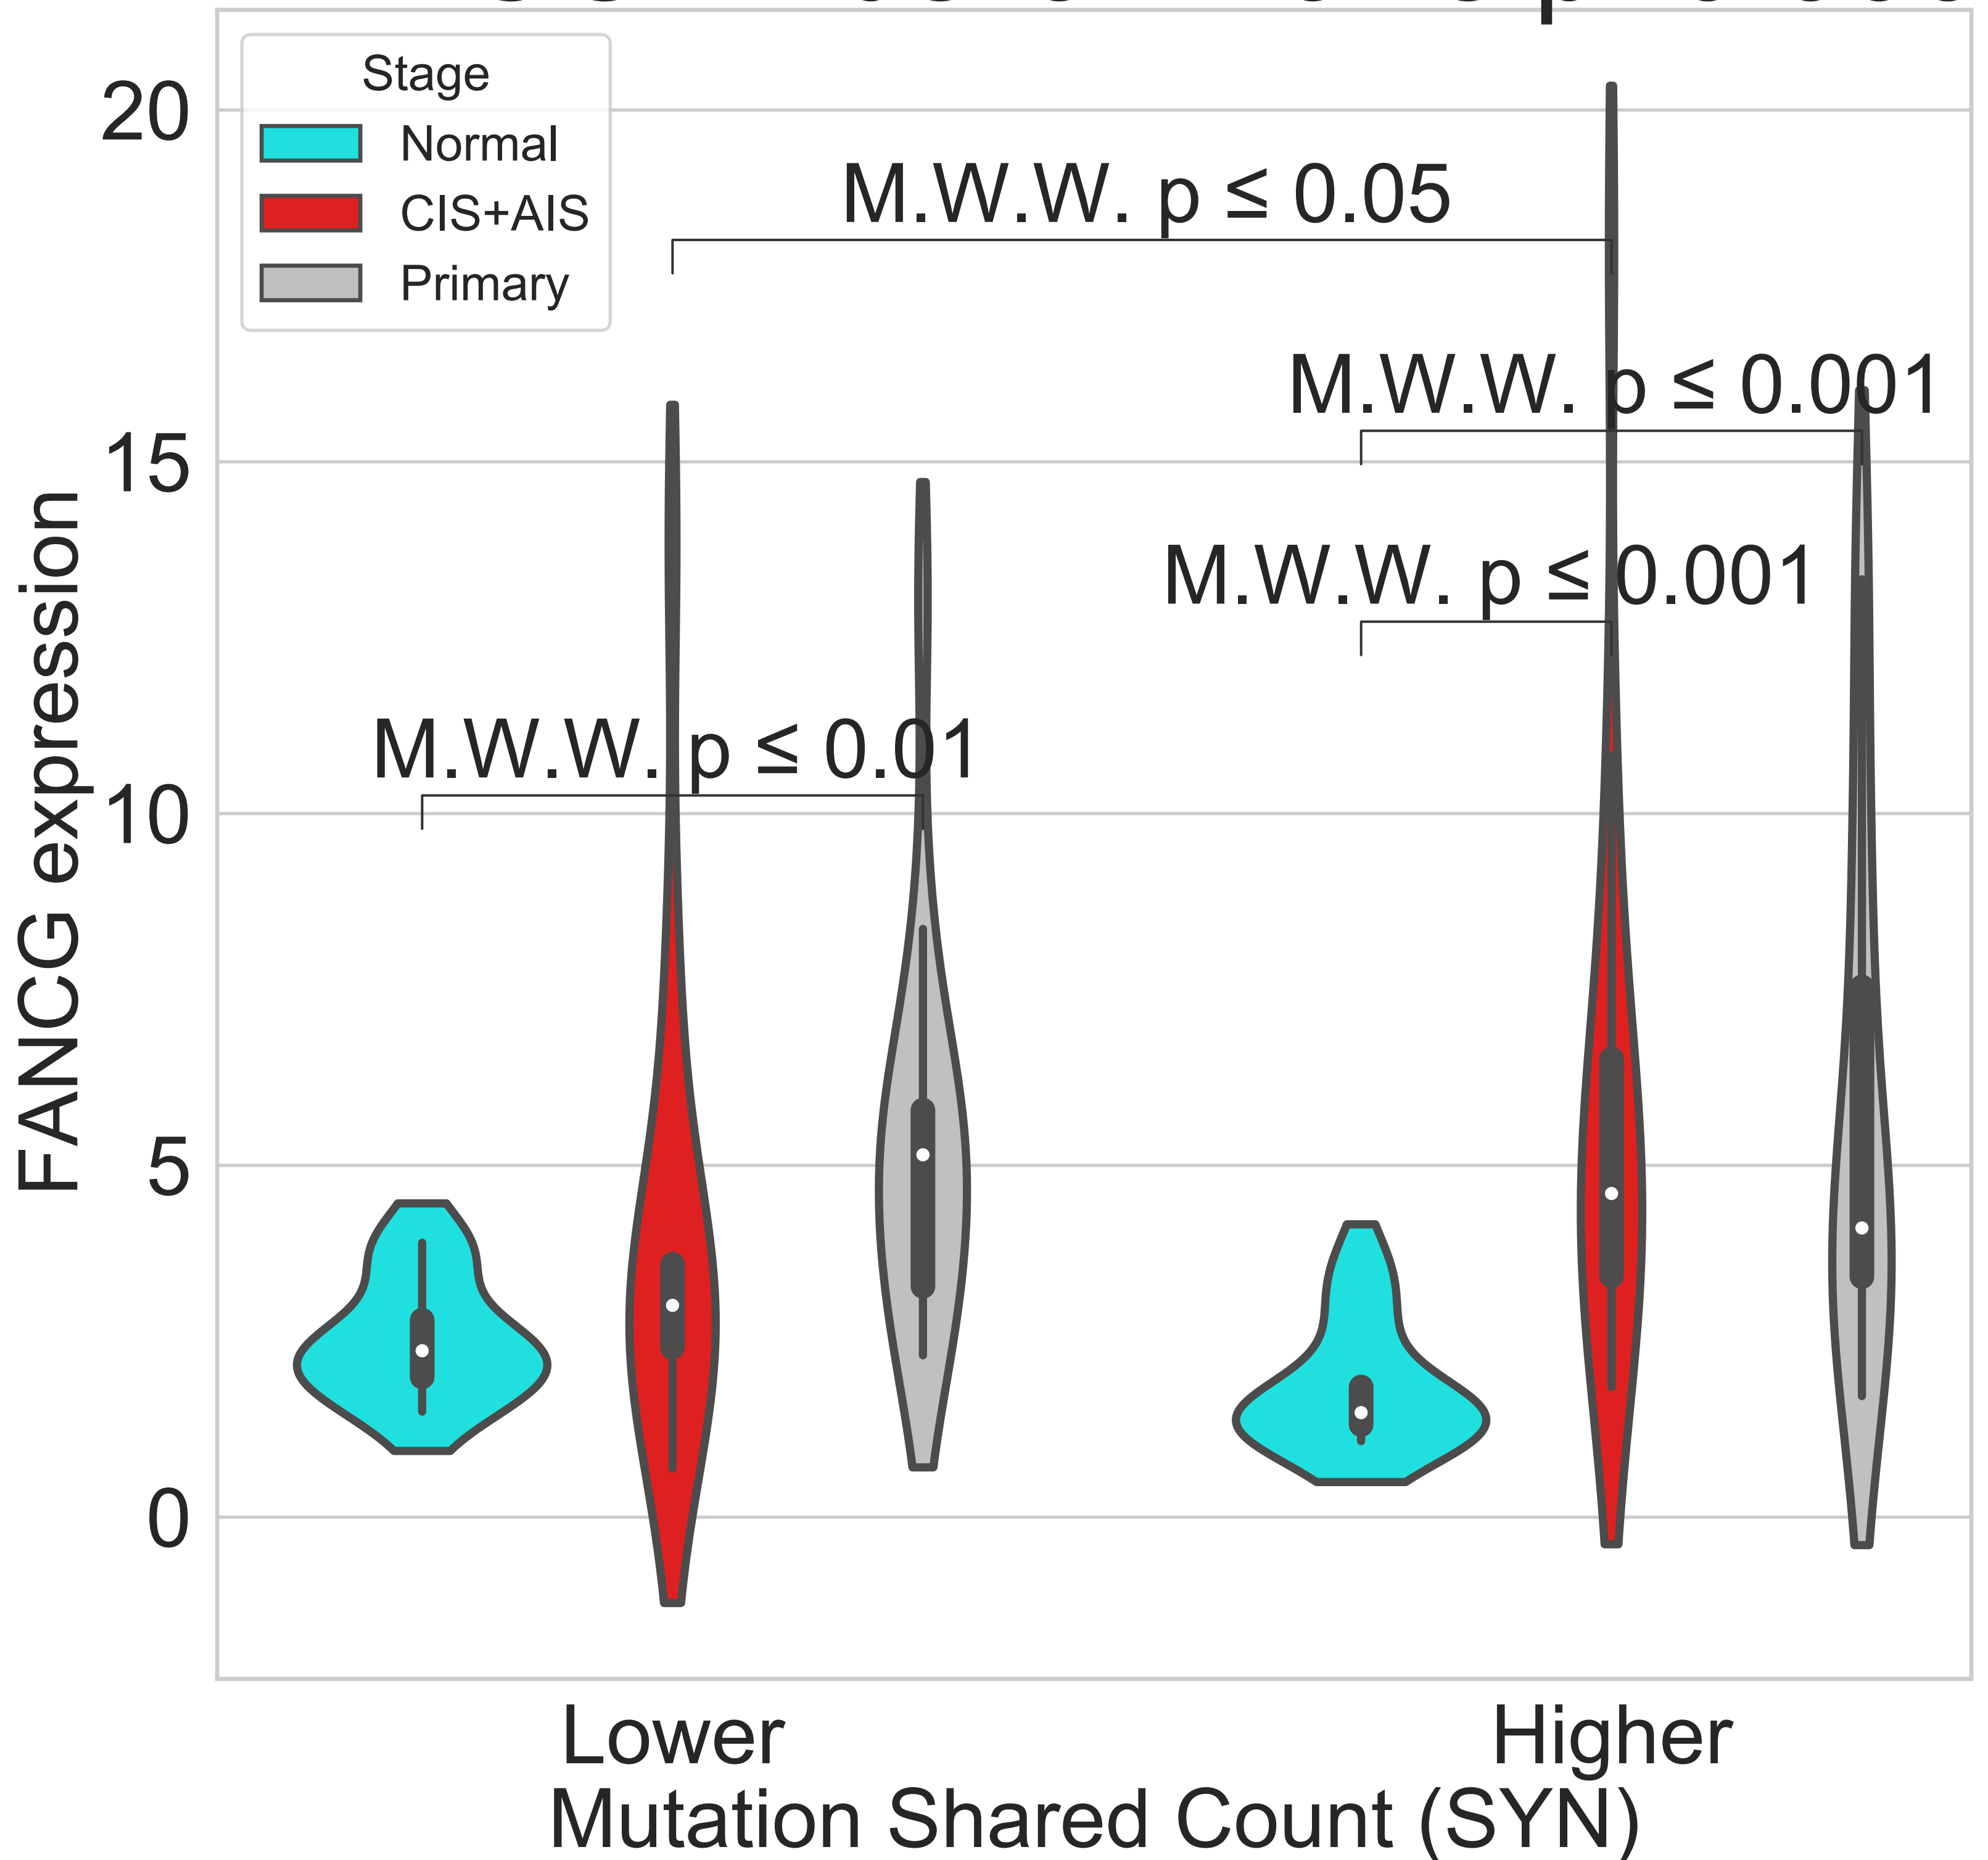 Stage
Normal
CIS+AIS
Primary
M.W.W. p ≤ 0.05
M.W.W. p ≤ 0.001
M.W.W. p ≤ 0.001
M.W.W. p ≤ 0.01
20
15
10
5
0
FANCG expression
Lower
Higher
Mutation Shared Count (SYN)